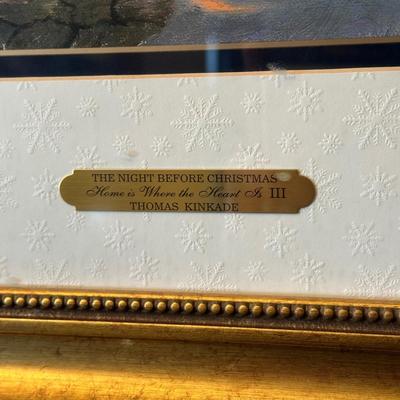 THE NIGHT BEFORE CHRISTMAS
Home is Where the Heart Is III
THOMAS KINKADE